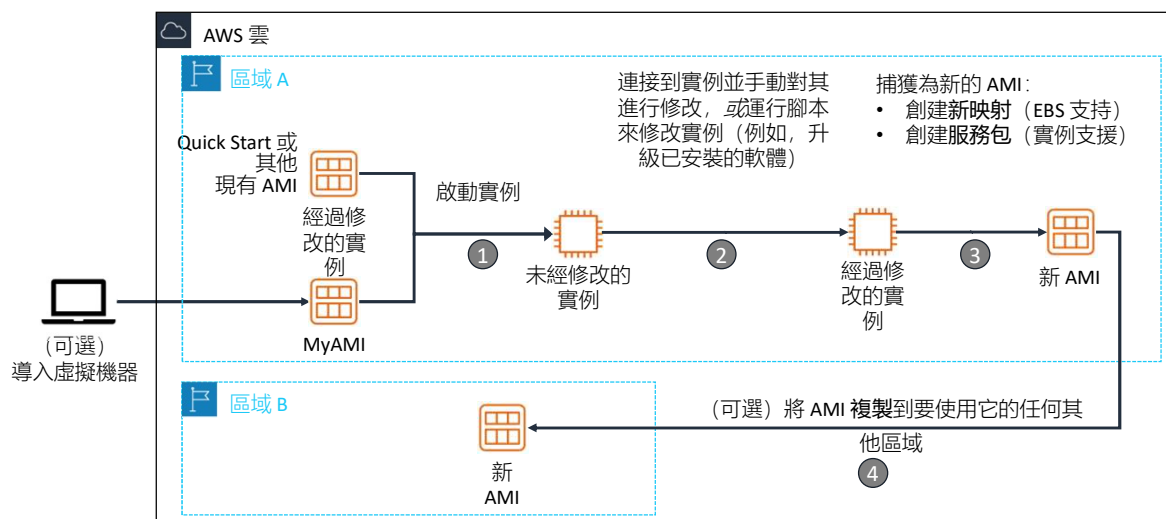 AWS 雲
區域 A
Quick Start 或
其他
現有 AMI
經過修
改的實
例
MyAMI
(可選)
導入虛擬機器
啟動實例
1
未經修改的
實例
連接到實例並手動對其
進行修改，或運行腳本
來修改實例（例如，升
級已安裝的軟體）
2
經過修
改的實
例
捕獲為新的 AMI：
• 創建新映射（EBS 支持）
• 創建服務包（實例支援）
3
新 AMI
區域 B
新
AMI
（可選）將 AMI 複製到要使用它的任何其
他區域
4